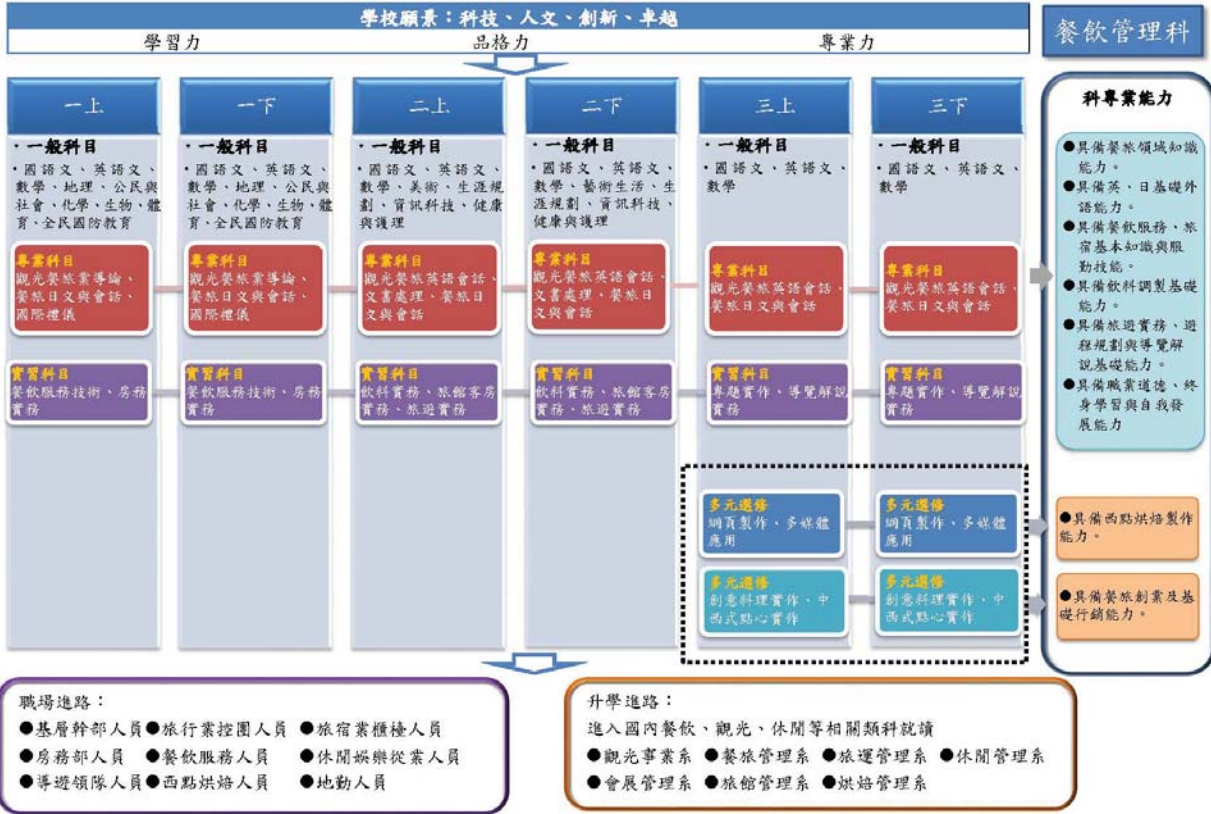 學校願景：科技、人文、創新、卓越
學習力
品格力
專業力
餐飲管理科
一上
‧一般科目
‧國語文、英語文、
數學、地理、公民與
社會、化學、生物、體
育、全民國防教育
專業科目
觀光餐旅業導論、
餐旅日文與會話、
國際禮儀
實習科目
餐飲服務技術、房務
實務
一下
‧一般科目
‧國語文、英語文、
數學、地理、公民與
社會、化學、生物、體
育、全民國防教育
專業科目
觀光餐旅業導論、
餐旅日文與會話、
國際禮儀
實習科目
餐飲服務技術、房務
實務
二上
‧一般科目
‧國語文、英語文、
數學、美術、生涯規
劃、資訊科技、健康
與護理
專業科目
觀光餐旅英語會話、
文書處理、餐旅日
文與會話
實習科目
飲料實務、旅館客房
實務、旅遊實務
二下
‧一般科目
‧國語文、英語文、
數學、藝術生活、生
涯規劃、資訊科技、
健康與護理
專業科目
觀光餐旅英語會話、
文書處理、餐旅日
文與會話
實習科目
飲料實務、旅館客房
實務、旅遊實務
三上
‧一般科目
‧國語文、英語文、
數學
專業科目
觀光餐旅英語會話、
餐旅日文與會話
實習科目
專題實作、導覽解說
實務
多元選修
網頁製作、多媒體
應用
多元選修
創意料理實作、中
西式點心實作
三下
‧一般科目
‧國語文、英語文、
數學
專業科目
觀光餐旅英語會話、
餐旅日文與會話
實習科目
專題實作、導覽解說
實務
多元選修
網頁製作、多媒體
應用
多元選修
創意料理實作、中
西式點心實作
科專業能力
●具備餐旅領域知識
能力。
●具備英、日基礎外
語能力。
●具備餐飲服務、旅
宿基本知識與服
勤技能。
●具備飲料調製基礎
能力。
●具備旅遊實務、遊
程規劃與導覽解
說基礎能力。
●具備職業道德、終
身學習與自我發
展能力
●具備西點烘焙製作
能力。
●具備餐旅創業及基
礎行銷能力。
職場進路：
●基層幹部人員●旅行業控團人員 ●旅宿業櫃檯人員
●房務部人員 ●餐飲服務人員 ●休閒娛樂從業人員
●導遊領隊人員●西點烘焙人員 ●地勤人員
升學進路：
進入國內餐飲、觀光、休閒等相關類科就讀
●觀光事業系 ●餐旅管理系 ●旅運管理系 ●休閒管理系
●會展管理系 ●旅館管理系 ●烘焙管理系